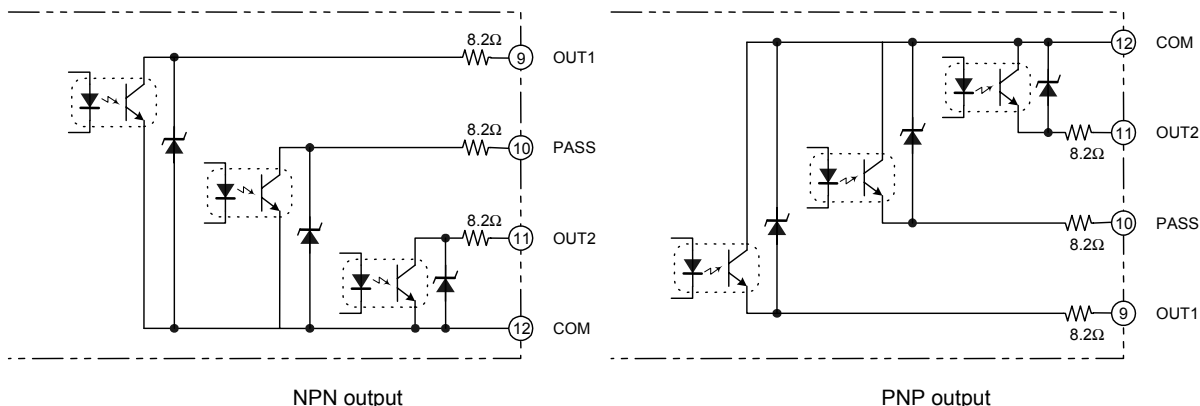 8.2Ω
9 OUT1
8.2Ω
10 PASS
8.2Ω
11 OUT2
12 COM
NPN output
12 COM
11 OUT2
8.2Ω
10 PASS
8.2Ω
9 OUT1
8.2Ω
PNP output